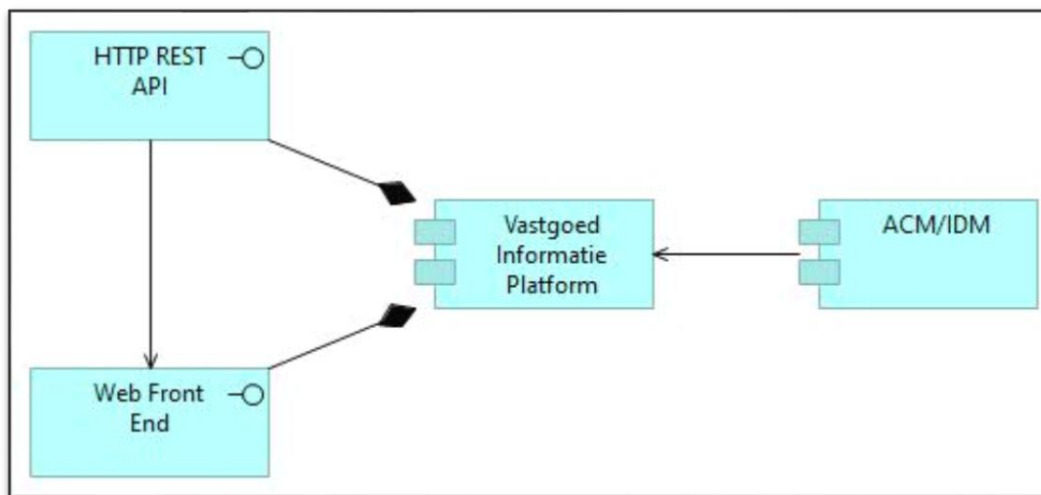 HTTP REST
API
Vastgoed
Informatie
Platform
ACM/IDM
Web Front
End